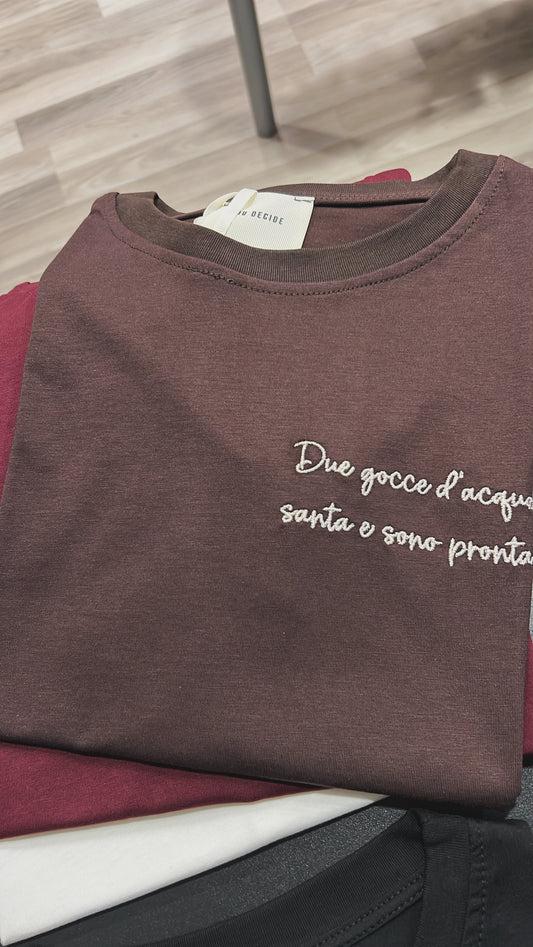 DECIDE
Due gocce d'acqua
santa e sono pronta